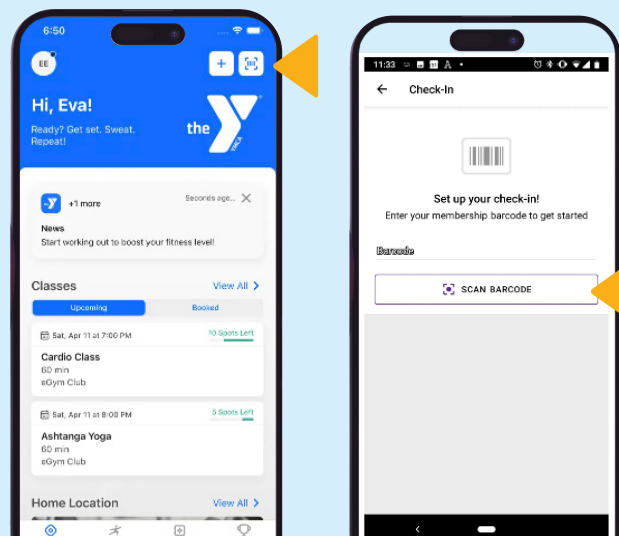 6:50
EE
Hi, Eva!
Ready? Get set. Sweat.
Repeat!
the
YMCA
+1 more
Seconds ago...
News
Start working out to boost your fitness level!
Classes
View All
Upcoming
Booked
Sat, Apr 11 at 7:00 PM
10 Spots Left
Cardio Class
60 min
eGym Club
Sat, Apr 11 at 8:00 PM
5 Spots Left
Ashtanga Yoga
60 min
eGym Club
Home Location
View All
11:33
Check-In
Set up your check-in!
Enter your membership barcode to get started
Barcode
SCAN BARCODE